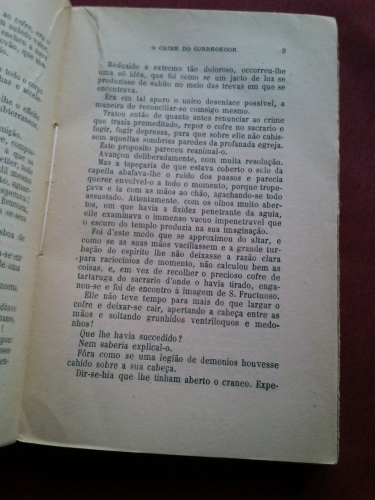 O CRIME DO CORREGEDOR 9
Reduzido a extremo tão doloroso, occorreu-lhe
uma só idéa, que foi como se um jacto de luz se
produzisse de subito no meio das trevas em que se
encontrava.
Era em tal apuro o unico desenlace possivel, a
maneira de reconciliar-se comsigo mesmo.
Tratou então de quanto antes renunciar ao crime
que trazia premeditado, repor o cofre no sacrario e
fugir, fugir depressa, para que sobre elle não cahis-
sem aquellas sombrias paredes da profanada egreja.
Este proposito pareceu reanimal-o.
Avançou deliberadamente, com muita resolução.
Mas a tapeçaria de que estava coberto o solo da
capella abafava-lhe o ruido dos passos e parecia
querer envolvel-o a todo o momento, porque trope-
çava e ia com as mãos ao chão, agachando-se todo
assustado. Attentamente, com os olhos muito aber-
tos, em que havia a fixidez penetrante da aguia,
elle examinava o immenso vacuo impenetravel que
o escuro do templo produzia na sua imaginação.
Foi d'este modo que se approximou do altar, e
como se as suas mãos vacillassem e a grande tur-
bação do espirito lhe não deixasse a razão clara
para raciocinios de momento, não calculou bem as
coisas, e, em vez de recolher o precioso cofre de
tartaruga do sacrario d'onde o havia tirado, enga-
nou-se e foi de encontro á imagem de S. Fructuoso.
Elle não teve tempo para mais do que largar o
cofre e deixar-se cair, apertando a cabeça entre as
mãos e soltando grunhidos ventriloquos e medo-
nhos!
Que lhe havia succedido?
Nem saberia explical-o.
Fôra como se uma legião de demonios houvesse
cahido sobre a sua cabeça.
Dir-se-hia que lhe tinham aberto o craneo. Expe-